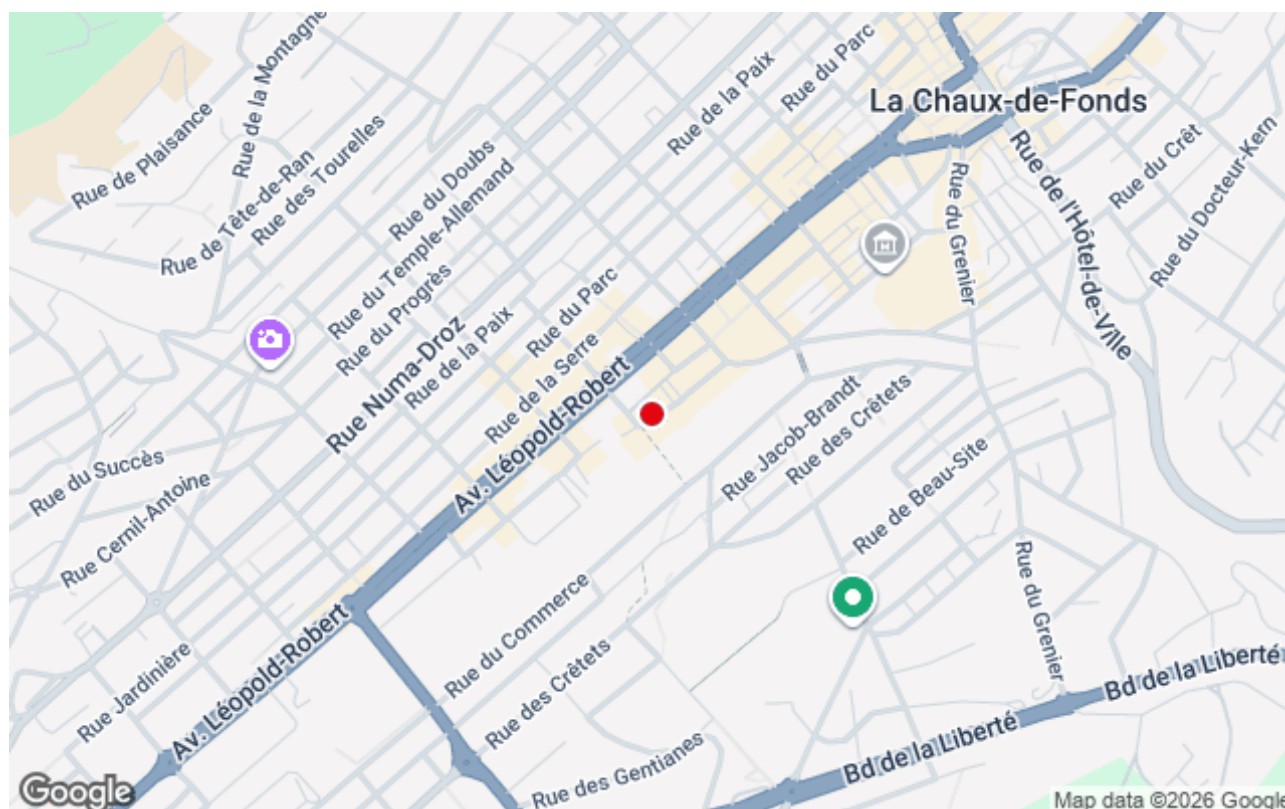 Rue de la Montagne
Rue du Parc
Rue de la Paix
Rue du Parc
La Chaux-de-Fonds
Rue de Plaisance
Rue de Tête-de-Ran
Rue des Tourelles
Rue du Doubs
Rue du Temple-Allemand
Rue du Progrès
Rue du Crêt
Rue du Docteur-Kern
Rue de l'Hôtel-de-Ville
Rue du Grenier
Rue Numa-Droz
Rue de la Paix
Rue de la Serre
Av. Léopold-Robert
Rue Jacob-Brandt
Rue des Crêtets
Rue du Succès
Rue Cernil-Antoine
Rue de Beau-Site
Rue du Grenier
Rue du Commerce
Rue Jardinière
Av. Léopold-Robert
Rue des Crêtets
Rue des Gentianes
Bd de la Liberté
Bd de la Liberté
Google
Map data ©2026 Google